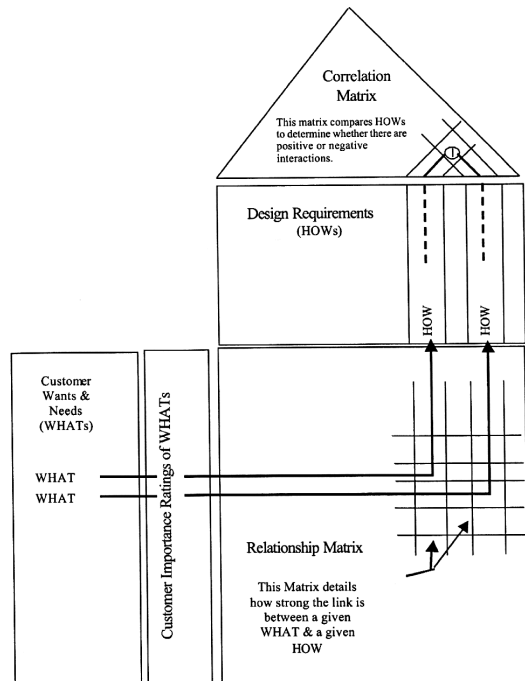 Correlation
Matrix
This matrix compares HOWs
to determine whether there are
positive or negative
interactions.
Design Requirements
(HOWs)
HOW
HOW
Customer
Wants &
Needs
(WHATs)
WHAT
WHAT
Customer Importance Ratings of WHATs
Relationship Matrix
This Matrix details
how strong the link is
between a given
WHAT & a given
HOW